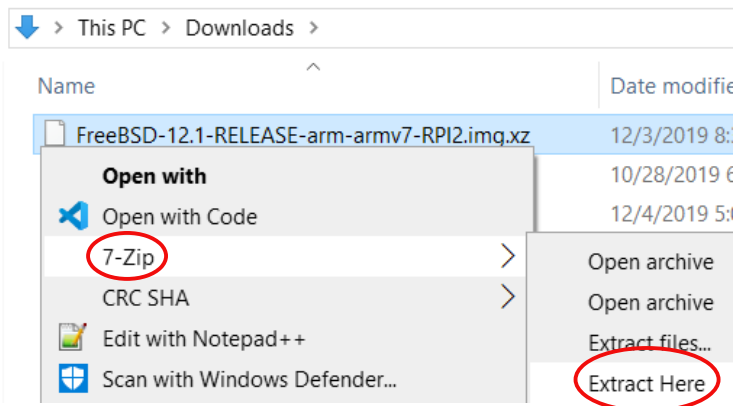 This PC > Downloads >
Name Date modifie
FreeBSD-12.1-RELEASE-arm-armv7-RPI2.img.xz 12/3/2019 8:
Open with 10/28/2019 6
Open with Code 12/4/2019 5:
7-Zip
Open archive
CRC SHA
Open archive
Edit with Notepad++
Extract files...
Scan with Windows Defender...
Extract Here